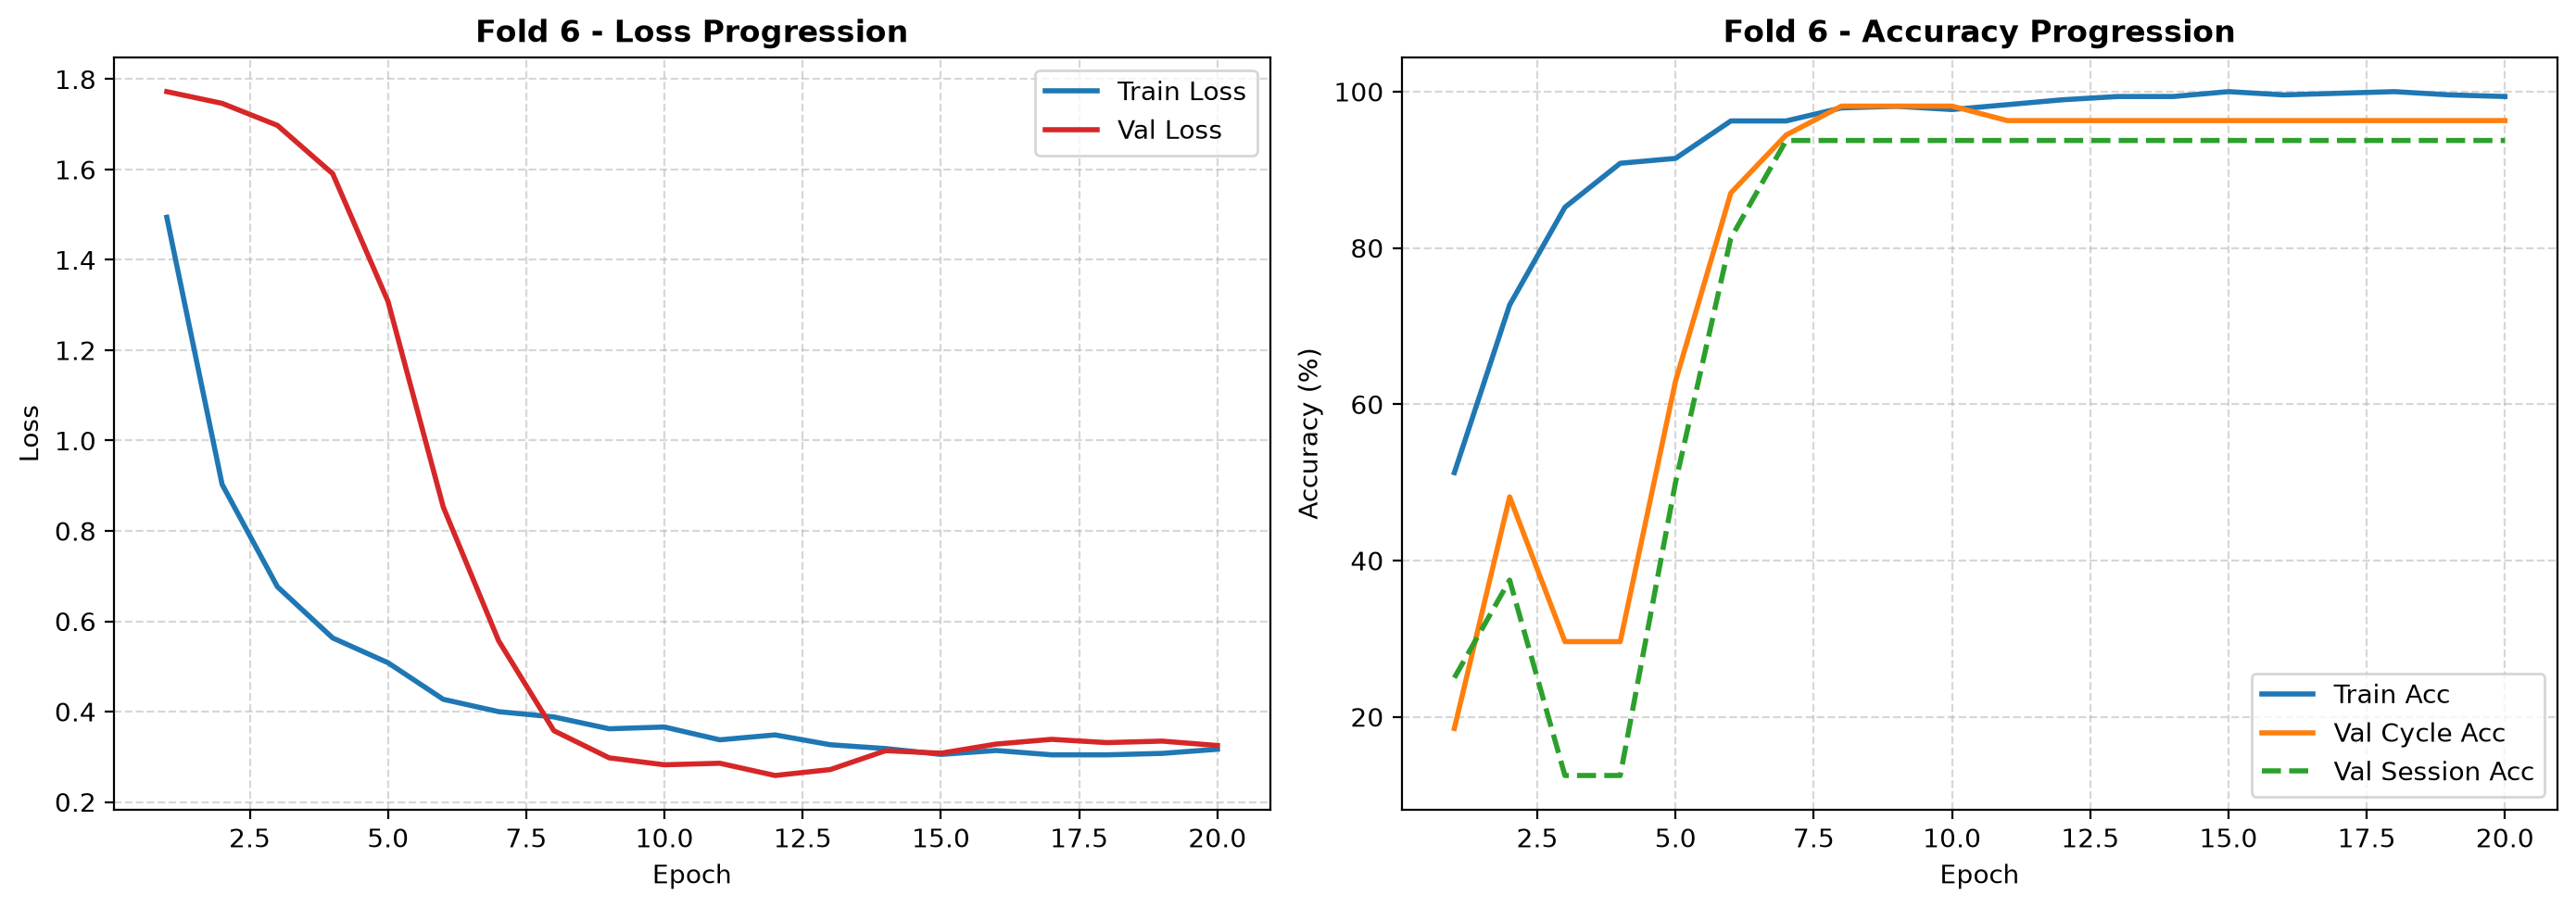 Fold 6 - Loss Progression
1.8
1.6
1.4
1.2
1.0
0.8
0.6
0.4
0.2
Loss
Train Loss
Val Loss
2.5 5.0 7.5 10.0 12.5 15.0 17.5 20.0
Epoch
Fold 6 - Accuracy Progression
100
80
60
40
20
Accuracy (%)
Train Acc
Val Cycle Acc
Val Session Acc
2.5 5.0 7.5 10.0 12.5 15.0 17.5 20.0
Epoch